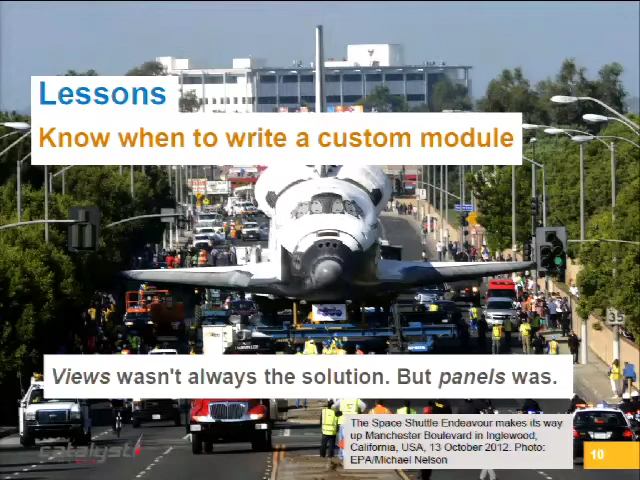 Lessons
Know when to write a custom module
Views wasn't always the solution. But panels was.
The Space Shuttle Endeavour makes its way
up Manchester Boulevard in Inglewood,
California, USA, 13 October 2012. Photo:
EPA/Michael Nelson
catalyst
10
35